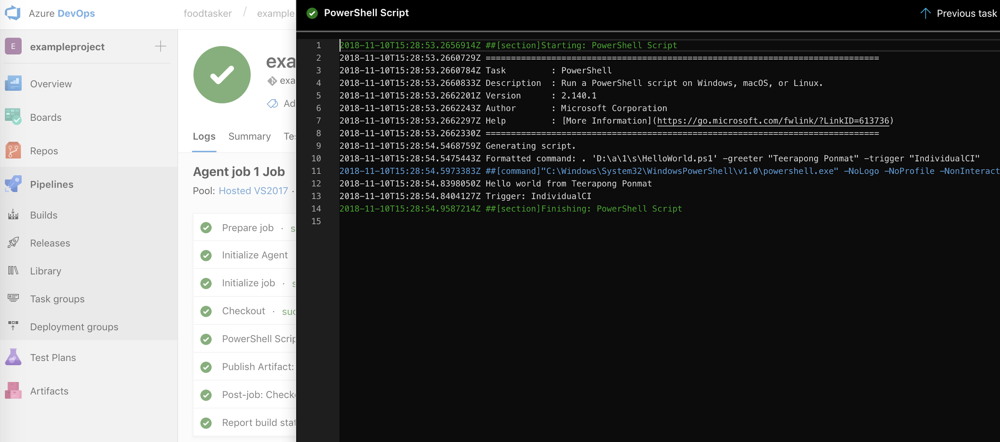 Azure DevOps
foodtasker / example
E exampleproject
Overview
Boards
Repos
Pipelines
Builds
Releases
Library
Task groups
Deployment groups
Test Plans
Artifacts
exa
exa
Ad
Logs Summary Te
Agent job 1 Job
Pool: Hosted VS2017 ·
Prepare job · s
Initialize Agent
Initialize job · s
Checkout · suc
PowerShell Scrip
Publish Artifact:
Post-job: Check
Report build stat
PowerShell Script
Previous task
1 2018-11-10T15:28:53.2656914Z ##[section]Starting: PowerShell Script
2 2018-11-10T15:28:53.2660729Z ==============================================================================
3 2018-11-10T15:28:53.2660784Z Task : PowerShell
4 2018-11-10T15:28:53.2660833Z Description : Run a PowerShell script on Windows, macOS, or Linux.
5 2018-11-10T15:28:53.2662201Z Version : 2.140.1
6 2018-11-10T15:28:53.2662243Z Author : Microsoft Corporation
7 2018-11-10T15:28:53.2662297Z Help : [More Information](https://go.microsoft.com/fwlink/?LinkID=613736)
8 2018-11-10T15:28:53.2662330Z ==============================================================================
9 2018-11-10T15:28:54.5468759Z Generating script.
10 2018-11-10T15:28:54.5475443Z Formatted command: . 'D:\a\1\s\HelloWorld.ps1' -greeter "Teerapong Ponmat" -trigger "IndividualCI"
11 2018-11-10T15:28:54.5973383Z ##[command]"C:\Windows\System32\WindowsPowerShell\v1.0\powershell.exe" -NoLogo -NoProfile -NonInteract
12 2018-11-10T15:28:54.8398050Z Hello world from Teerapong Ponmat
13 2018-11-10T15:28:54.8404127Z Trigger: IndividualCI
14 2018-11-10T15:28:54.9587214Z ##[section]Finishing: PowerShell Script
15